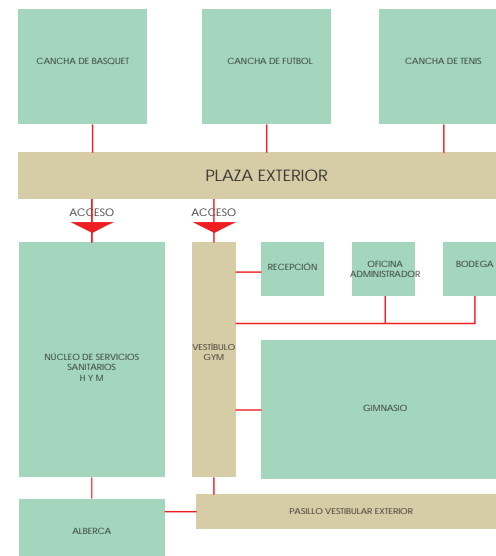 CANCHA DE BASQUET
CANCHA DE FUTBOL
CANCHA DE TENIS
PLAZA EXTERIOR
ACCESO
ACCESO
RECEPCIÓN
OFICINA
ADMINISTRADOR
BODEGA
NÚCLEO DE SERVICIOS
SANITARIOS
H Y M
VESTÍBULO
GYM
GIMNASIO
PASILLO VESTIBULAR EXTERIOR
ALBERCA